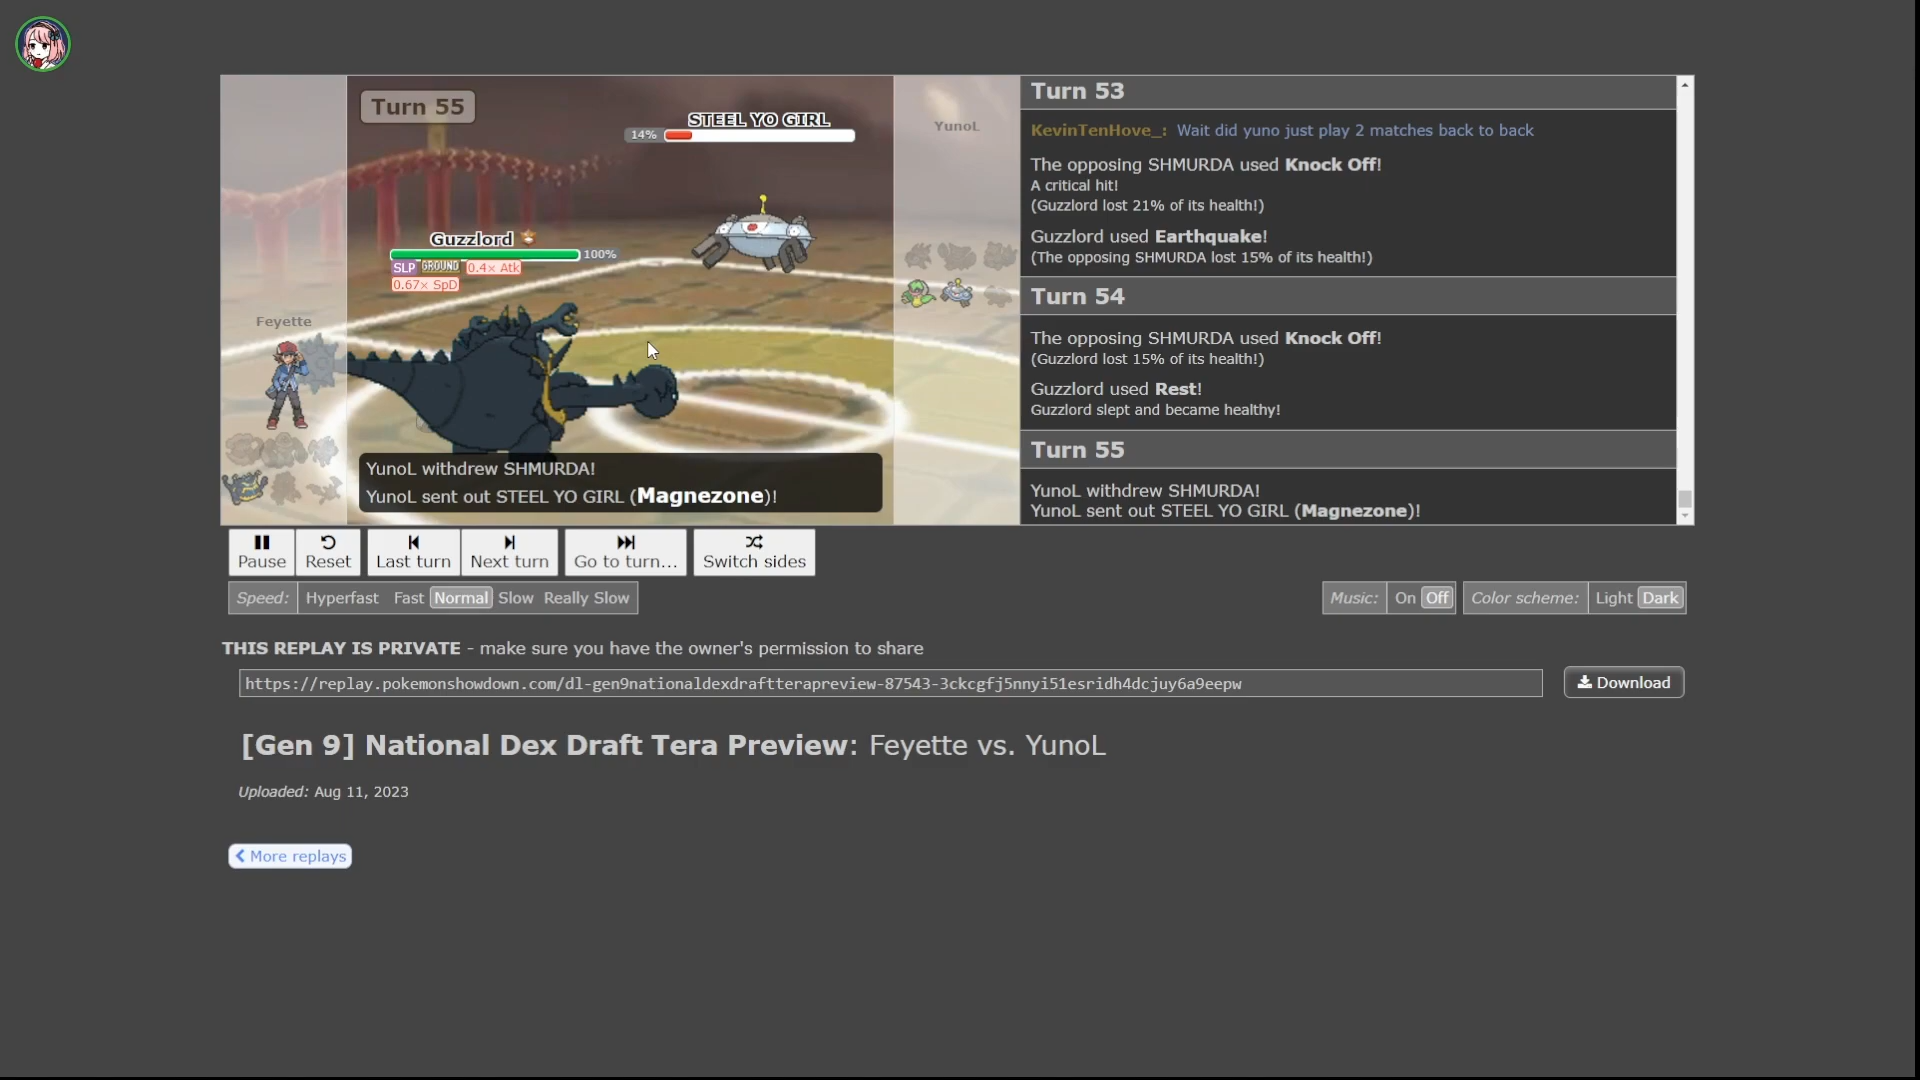 Turn 55
STEEL YO GIRL
14%
YunoL
Guzzlord
100%
SLP GROUND 0.4× Atk
0.67× SpD
Feyette
YunoL withdrew SHMURDA!
YunoL sent out STEEL YO GIRL (Magnezone)!
Turn 53
KevinTenHove_: Wait did yuno just play 2 matches back to back
The opposing SHMURDA used Knock Off!
A critical hit!
(Guzzlord lost 21% of its health!)
Guzzlord used Earthquake!
(The opposing SHMURDA lost 15% of its health!)
Turn 54
The opposing SHMURDA used Knock Off!
(Guzzlord lost 15% of its health!)
Guzzlord used Rest!
Guzzlord slept and became healthy!
Turn 55
YunoL withdrew SHMURDA!
YunoL sent out STEEL YO GIRL (Magnezone)!
Pause Reset Last turn Next turn Go to turn... Switch sides
Speed: Hyperfast Fast Normal Slow Really Slow
Music: On Off Color scheme: Light Dark
THIS REPLAY IS PRIVATE - make sure you have the owner's permission to share
https://replay.pokemonshowdown.com/dl-gen9nationaldexdraftterapreview-87543-3ckcgfj5nnyi51esridh4dcjuy6a9eepw
Download
[Gen 9] National Dex Draft Tera Preview: Feyette vs. YunoL
Uploaded: Aug 11, 2023
More replays